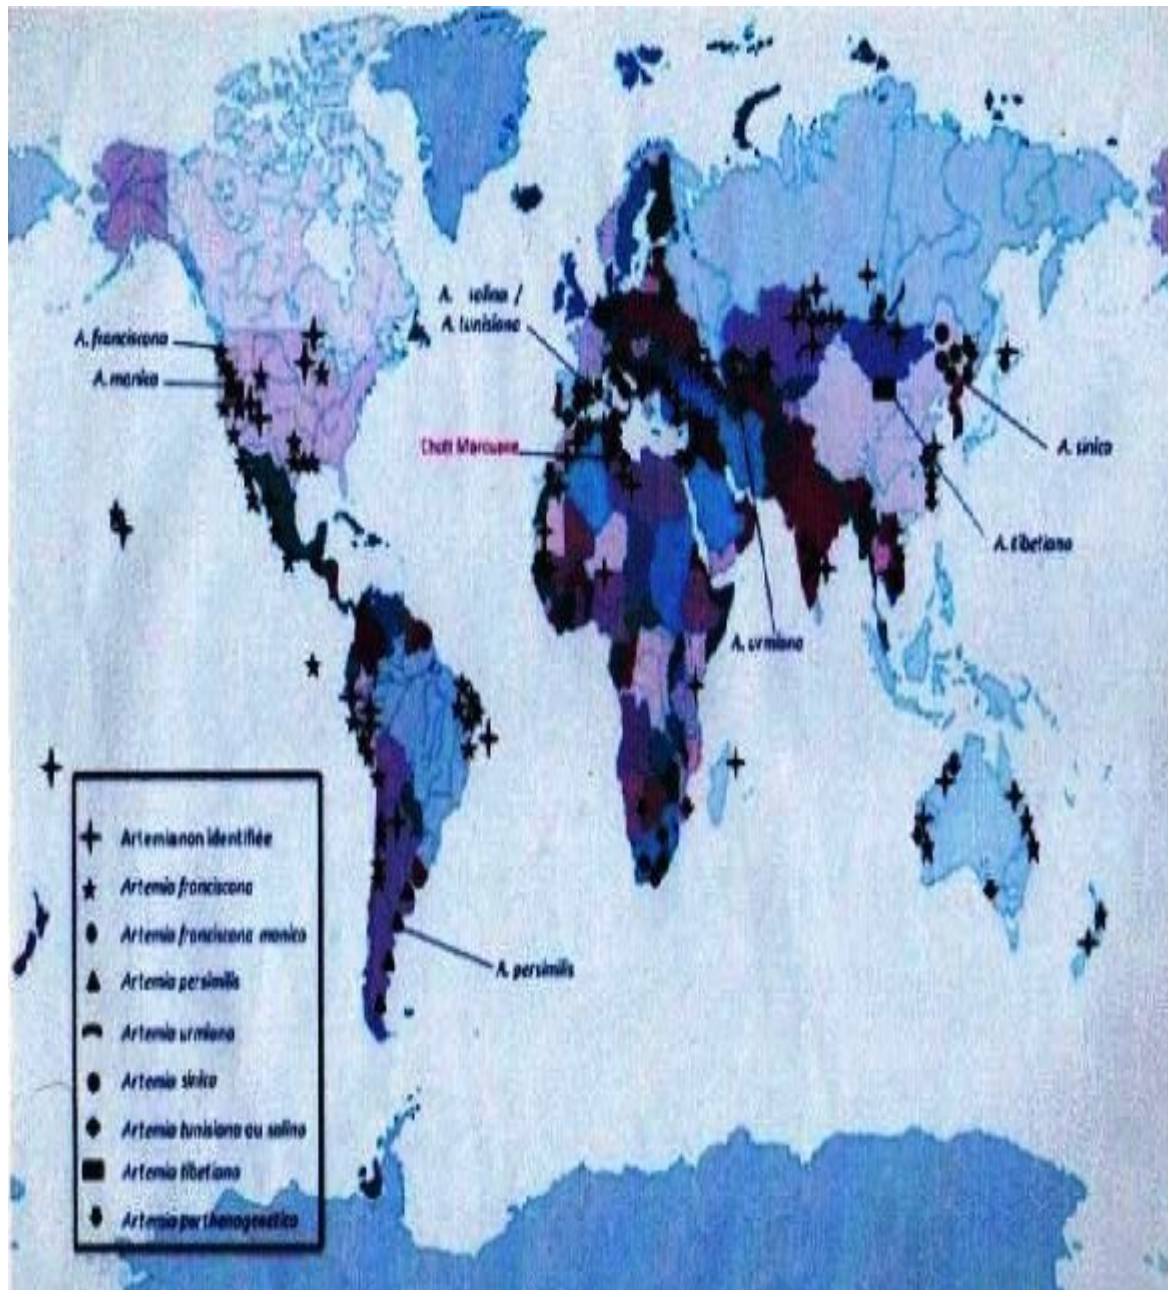 A. franciscana
A. monica
A. salina /
A. tunisiana
Chott Marouane
A. sinica
A. tibetiana
A. urmiana
A. persimilis
Artemia non identifiée
Artemia franciscana
Artemia franciscana monica
Artemia persimilis
Artemia urmiana
Artemia sinica
Artemia tunisiana ou salina
Artemia tibetiana
Artemia parthenogenetica